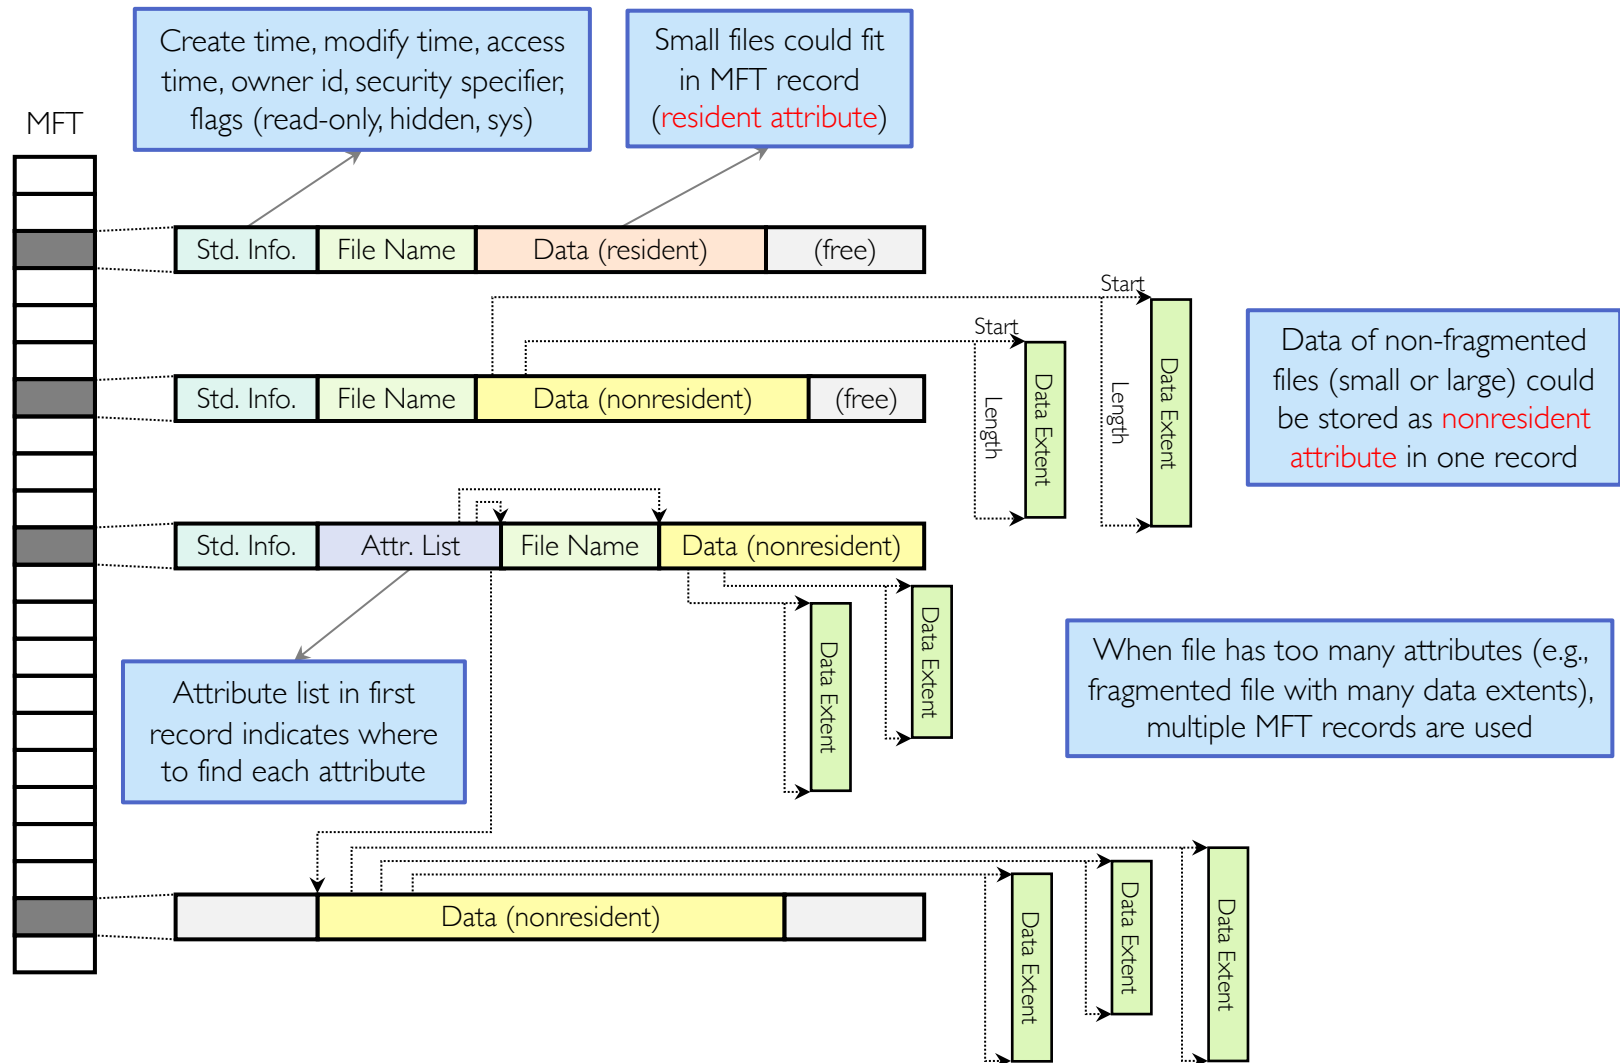 Create time, modify time, access
time, owner id, security specifier,
flags (read-only, hidden, sys)
Small files could fit
in MFT record
(resident attribute)
MFT
Std. Info.
File Name
Data (resident)
(free)
Start
Length
Data Extent
Start
Length
Data Extent
Std. Info.
File Name
Data (nonresident)
(free)
Data of non-fragmented
files (small or large) could
be stored as nonresident
attribute in one record
Std. Info.
Attr. List
File Name
Data (nonresident)
Data Extent
Data Extent
Attribute list in first
record indicates where
to find each attribute
When file has too many attributes (e.g.,
fragmented file with many data extents),
multiple MFT records are used
Data (nonresident)
Data Extent
Data Extent
Data Extent